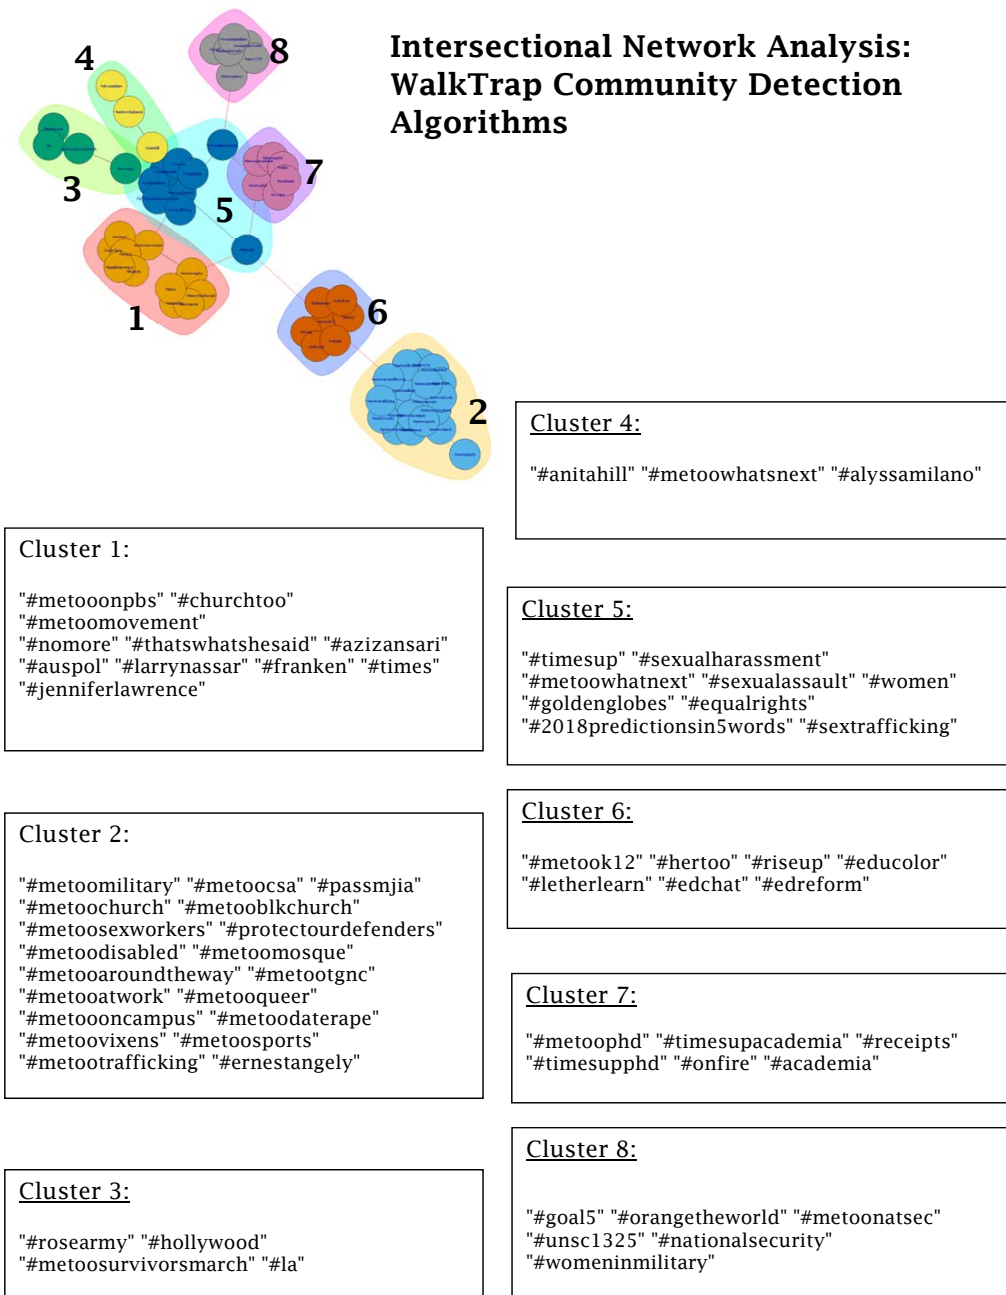 Intersectional Network Analysis:
WalkTrap Community Detection
Algorithms
4
8
3
7
5
1
6
2
Cluster 4:
"#anitahill" "#metoowhatsnext" "#alyssamilano"
Cluster 1:
"#metooonpbs" "#churchtoo"
"#metoomovement"
"#nomore" "#thatswhatshesaid" "#azizansari"
"#auspol" "#larrynassar" "#franken" "#times"
"#jenniferlawrence"
Cluster 5:
"#timesup" "#sexualharassment"
"#metoowhatnext" "#sexualassault" "#women"
"#goldenglobes" "#equalrights"
"#2018predictionsin5words" "#sextrafficking"
Cluster 6:
"#metook12" "#hertoo" "#riseup" "#educolor"
"#letherlearn" "#edchat" "#edreform"
Cluster 2:
"#metoomilitary" "#metoocsa" "#passmjia"
"#metoochurch" "#metooblkchurch"
"#metoosexworkers" "#protectourdefenders"
"#metoodisabled" "#metoomosque"
"#metooaroundtheway" "#metootgnc"
"#metooatwork" "#metooqueer"
"#metoooncampus" "#metoodaterape"
"#metoovixens" "#metoosports"
"#metootrafficking" "#ernestangely"
Cluster 7:
"#metoophd" "#timesupacademia" "#receipts"
"#timesupphd" "#onfire" "#academia"
Cluster 3:
"#rosearmy" "#hollywood"
"#metoosurvivorsmarch" "#la"
Cluster 8:
"#goal5" "#orangetheworld" "#metoonatsec"
"#unsc1325" "#nationalsecurity"
"#womeninmilitary"